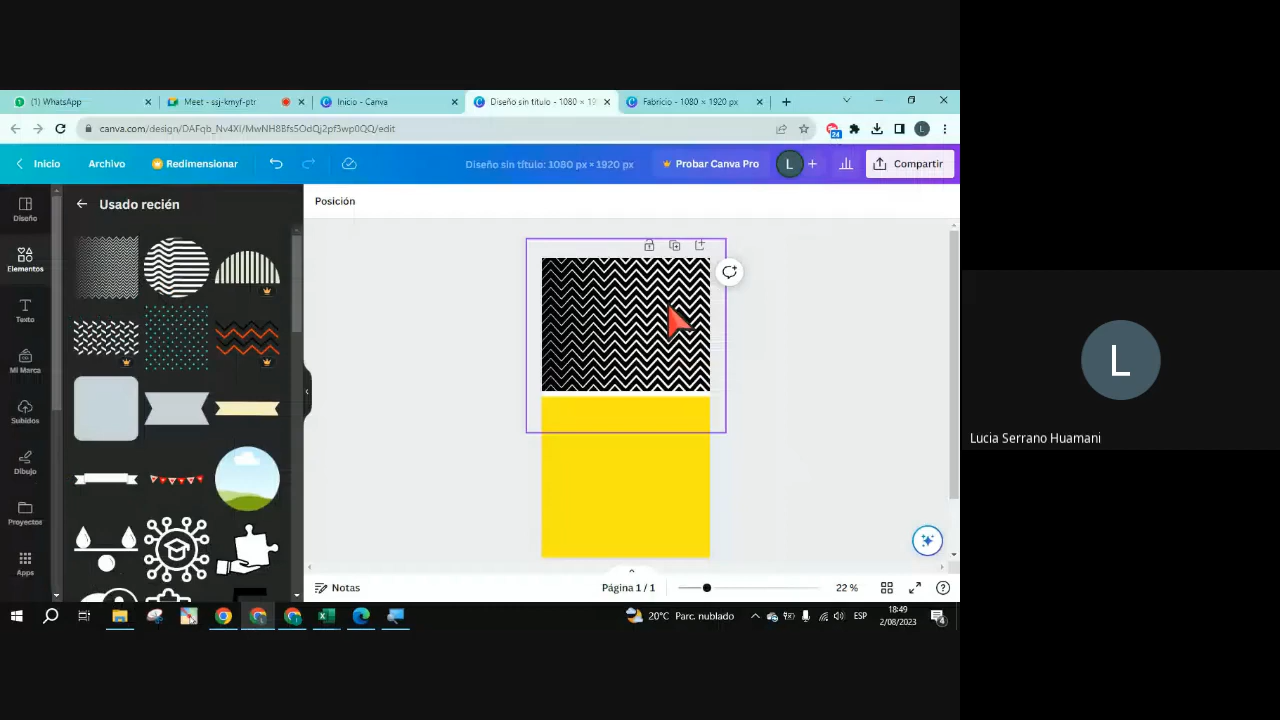 (1) WhatsApp
Meet - ssj-kmyf-ptr
Inicio - Canva
Diseño sin título - 1080 × 19
Fabricio - 1080 × 1920 px
canva.com/design/DAFqb_Nv4XI/MwNH8Bfs5OdQj2pf3wp0QQ/edit
24
L
Inicio
Archivo
Redimensionar
Diseño sin título: 1080 px × 1920 px
Probar Canva Pro
L
Compartir
Diseño
Elementos
Texto
Mi Marca
Subidos
Dibujo
Proyectos
Apps
Usado recién
Posición
Notas
Página 1 / 1
22 %
20°C Parc. nublado
ESP
18:49
2/08/2023
4
L
Lucia Serrano Huamani